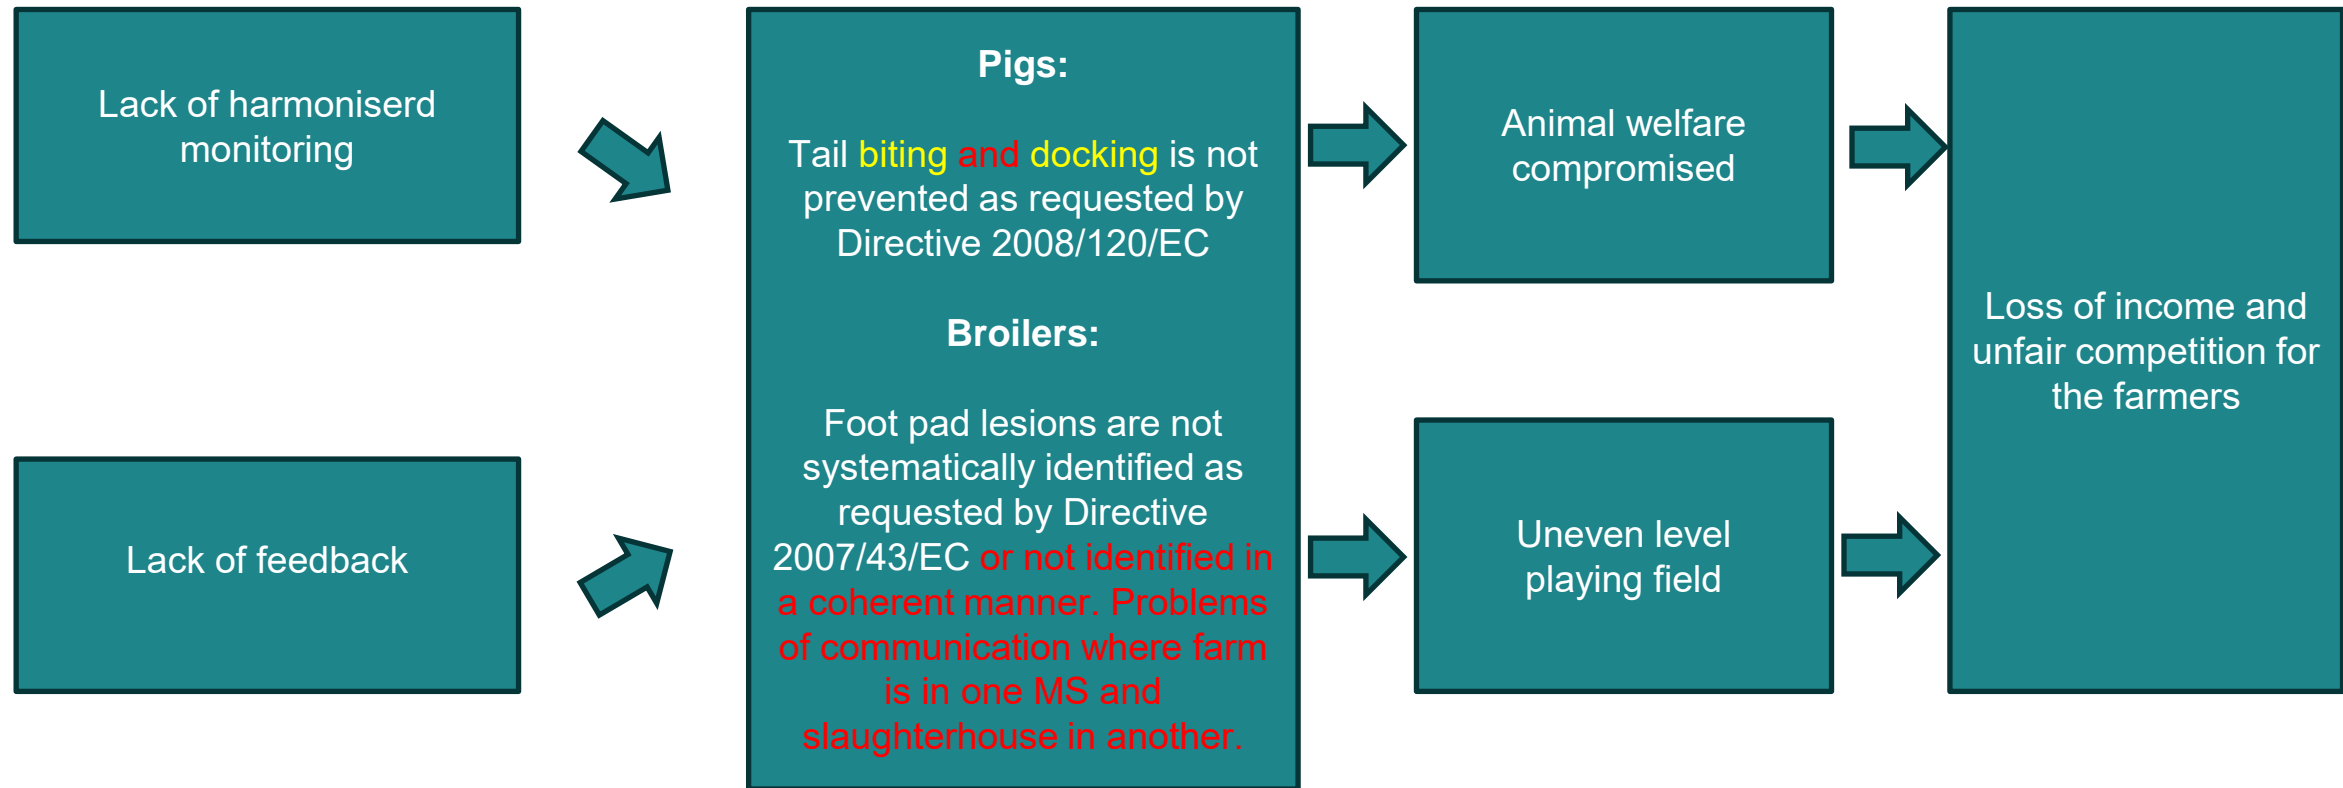 Lack of harmoniserd
monitoring
Lack of feedback
Pigs:
Tail biting and docking is not
prevented as requested by
Directive 2008/120/EC
Broilers:
Foot pad lesions are not
systematically identified as
requested by Directive
2007/43/EC or not identified in
a coherent manner. Problems
of communication where farm
is in one MS and
slaughterhouse in another.
Animal welfare
compromised
Uneven level
playing field
Loss of income and
unfair competition for
the farmers